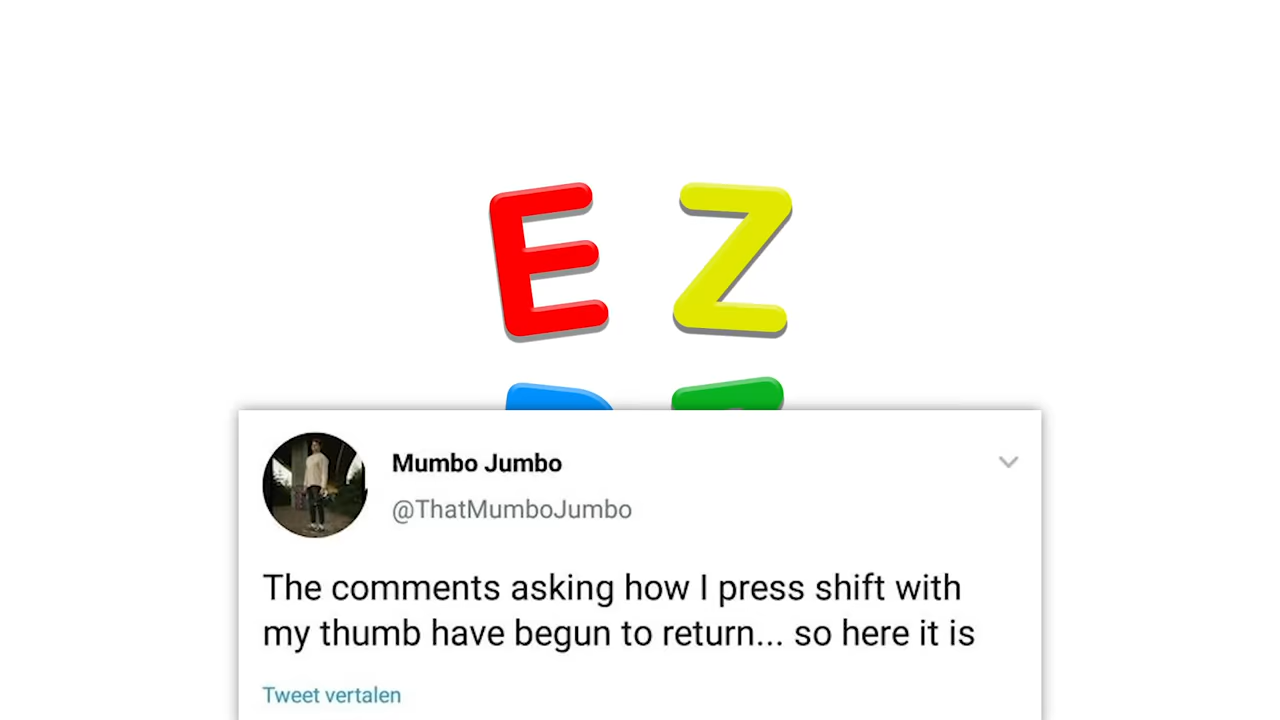 E Z
Mumbo Jumbo
@ThatMumboJumbo
The comments asking how I press shift with
my thumb have begun to return... so here it is
Tweet vertalen